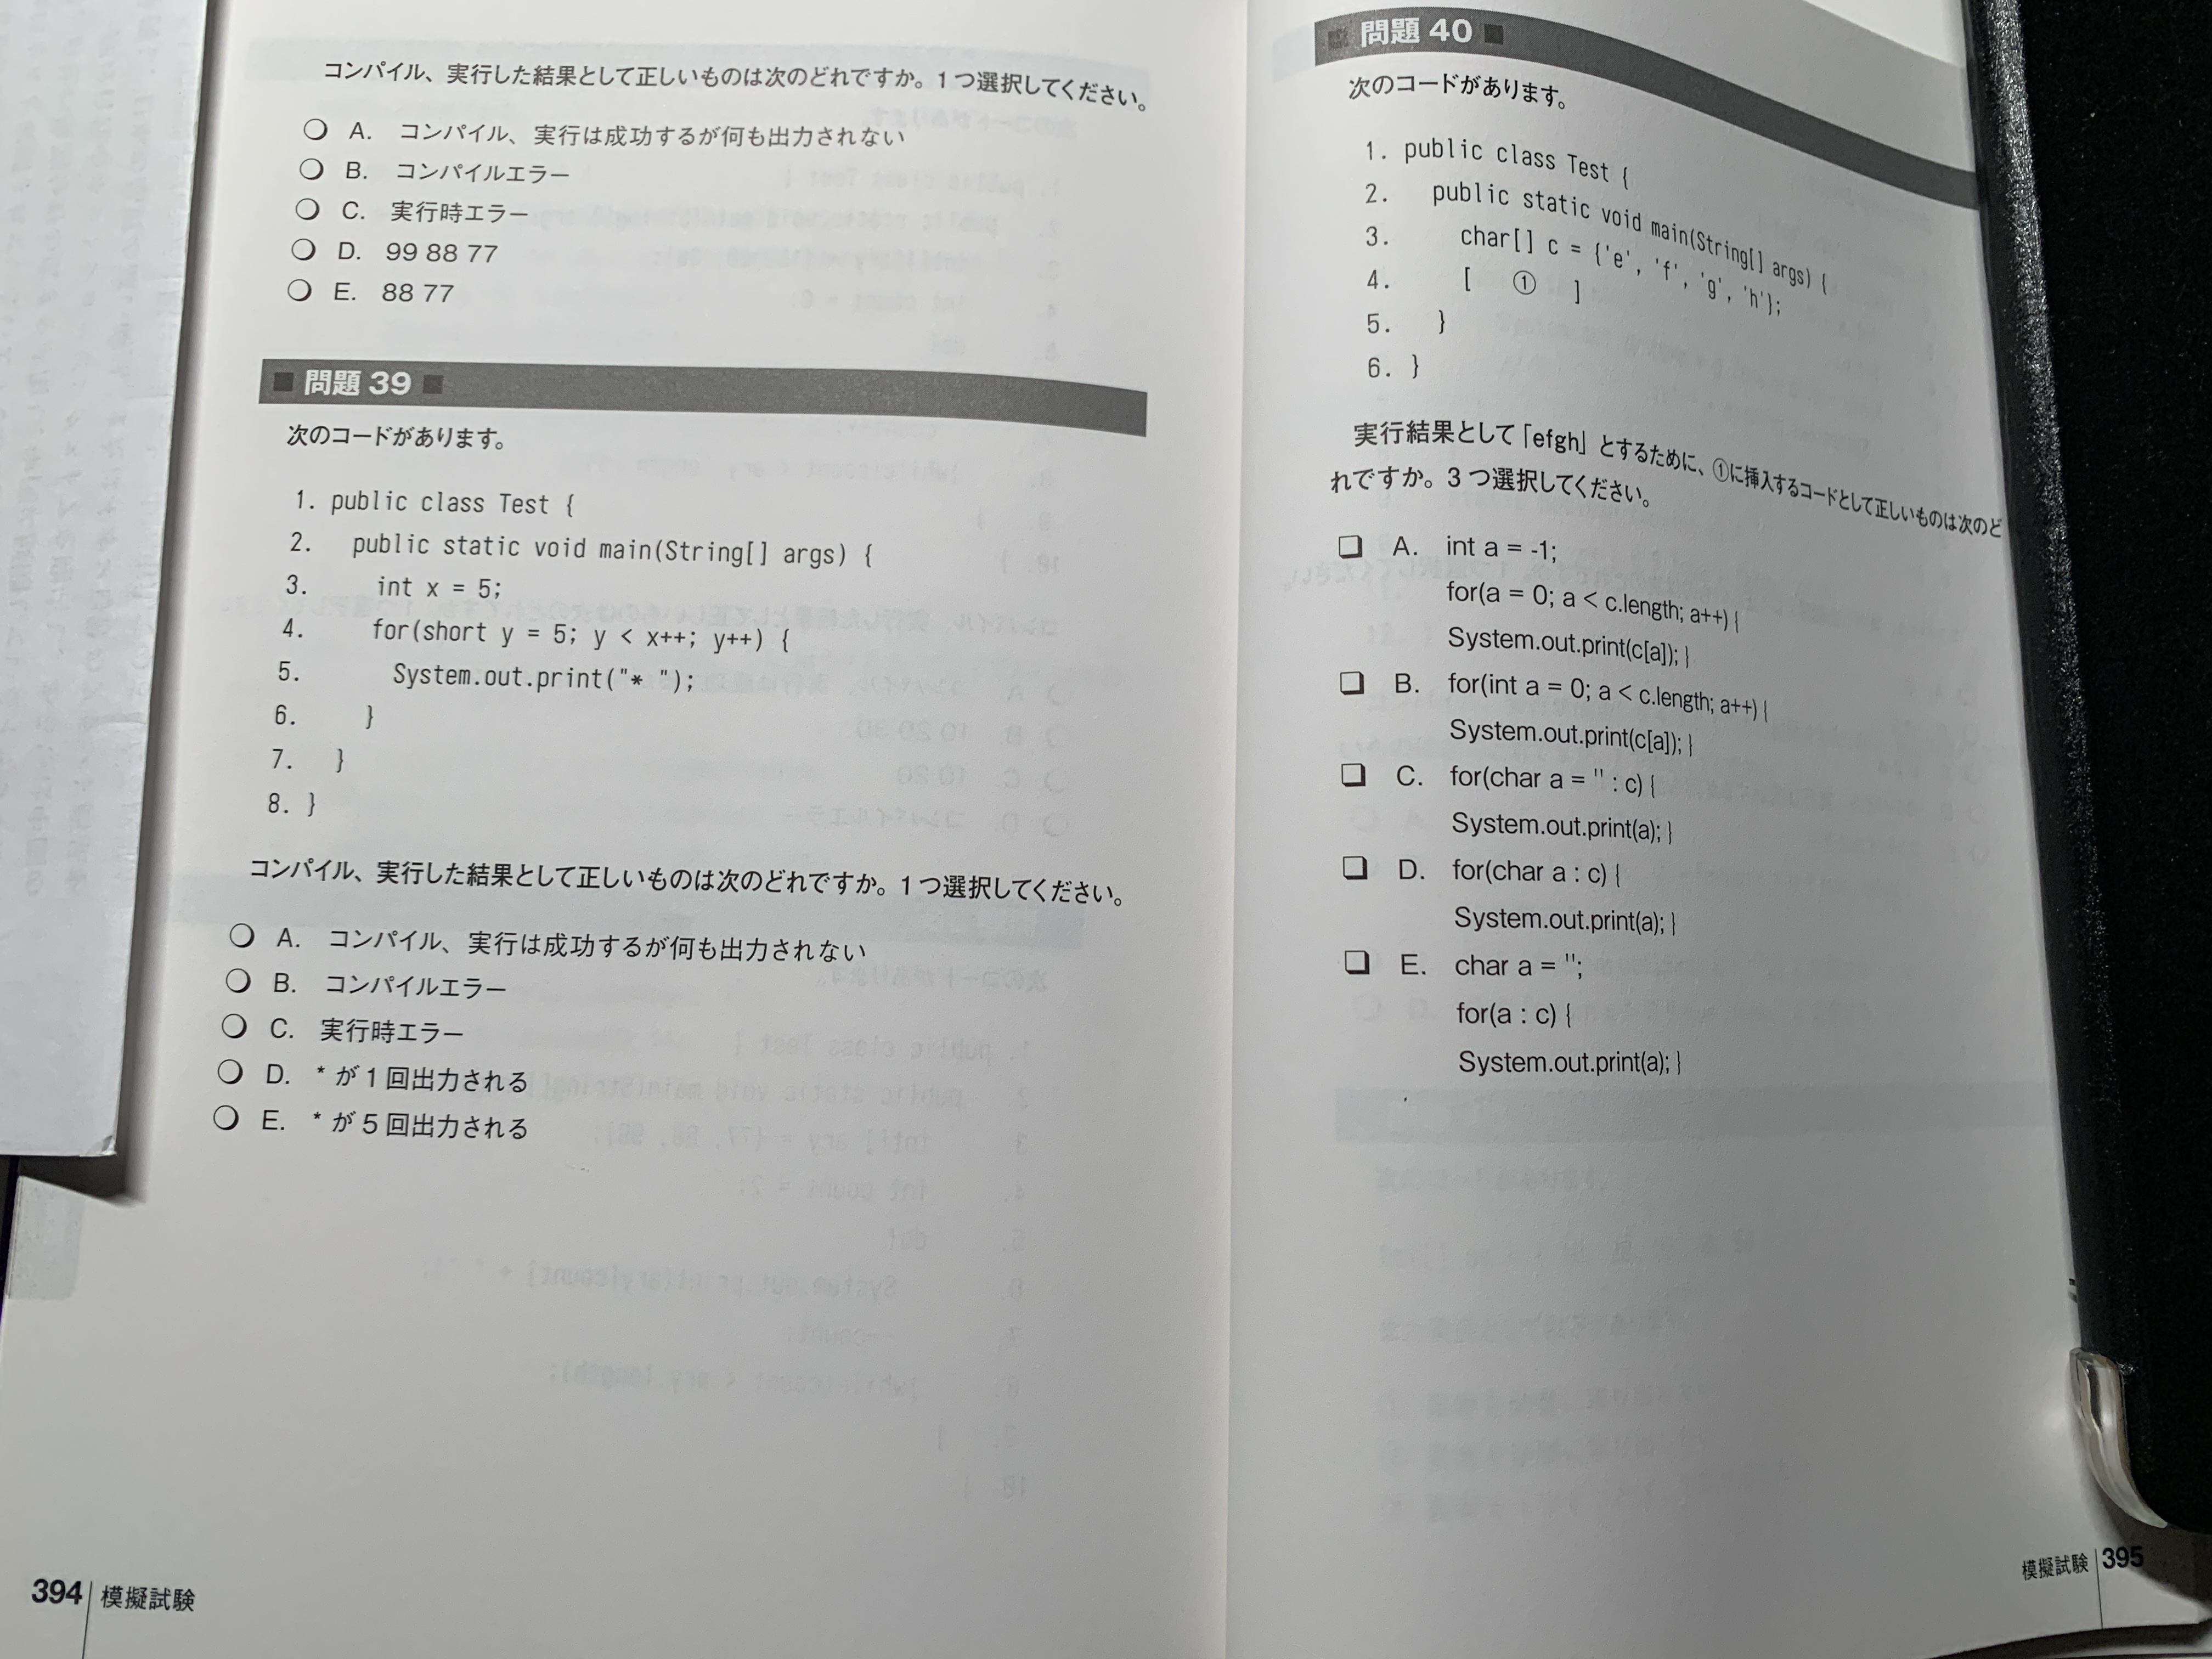 コンパイル、実行した結果として正しいものは次のどれですか。1つ選択してください。
A. コンパイル、実行は成功するが何も出力されない
B. コンパイルエラー
C. 実行時エラー
D. 99 88 77
E. 88 77
問題 39
次のコードがあります。
1. public class Test {
2. public static void main(String[] args) {
3. int x = 5;
4. for(short y = 5; y < x++; y++) {
5. System.out.print("* ");
6. }
7. }
8. }
コンパイル、実行した結果として正しいものは次のどれですか。1つ選択してください。
A. コンパイル、実行は成功するが何も出力されない
B. コンパイルエラー
C. 実行時エラー
D. * が1回出力される
E. * が5回出力される
394 模擬試験
問題 40
次のコードがあります。
1. public class Test {
2. public static void main(String[] args) {
3. char[] c = {'e', 'f', 'g', 'h'};
4. [ ① ]
5. }
6. }
実行結果として「efgh」とするために、①に挿入するコードとして正しいものは次のど
れですか。3つ選択してください。
A. int a = -1;
for(a = 0; a < c.length; a++) {
System.out.print(c[a]); }
B. for(int a = 0; a < c.length; a++) {
System.out.print(c[a]); }
C. for(char a = '' : c) {
System.out.print(a); }
D. for(char a : c) {
System.out.print(a); }
E. char a = '';
for(a : c) {
System.out.print(a); }
模擬試験 395